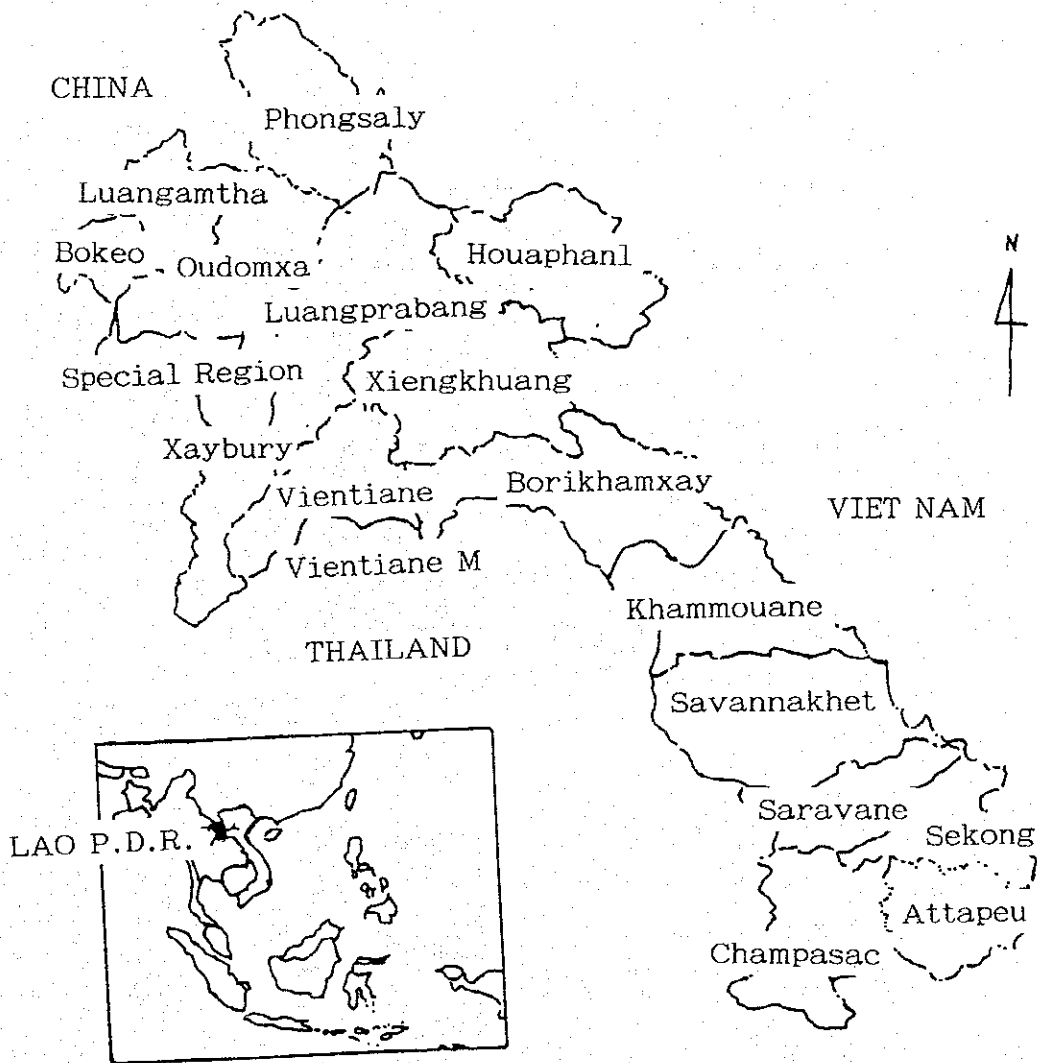 CHINA
Phongsaly
Luangamtha
Bokeo
Oudomxa
Houaphanl
N
Luangprabang
Special Region
Xiengkhuang
Xaybury
Vientiane
Borikhamxay
VIET NAM
Vientiane M
Khammouane
THAILAND
Savannakhet
Saravane
LAO P.D.R.
Sekong
Attapeu
Champasac